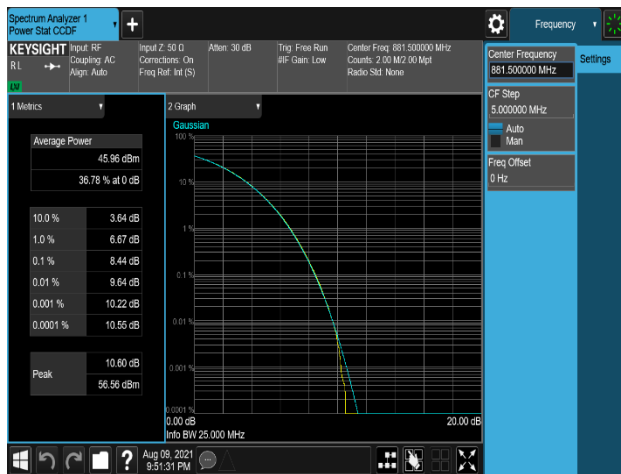 Spectrum Analyzer 1
Power Stat CCDF
Frequency
KEYSIGHT
RL
Input: RF
Coupling: AC
Align: Auto
Input Z: 50 Ω
Corrections: On
Freq Ref: Int (S)
Atten: 30 dB
Trig: Free Run
#IF Gain: Low
Center Freq: 881.500000 MHz
Counts: 2.00 M/2.00 Mpt
Radio Std: None
Center Frequency
881.500000 MHz
Settings
CF Step
5.000000 MHz
Auto
Man
Freq Offset
0 Hz
1 Metrics
2 Graph
Average Power
45.96 dBm
36.78 % at 0 dB
10.0 % 3.64 dB
1.0 % 6.67 dB
0.1 % 8.44 dB
0.01 % 9.64 dB
0.001 % 10.22 dB
0.0001 % 10.55 dB
Peak
10.60 dB
56.56 dBm
Gaussian
100 %
10 %
1 %
0.1 %
0.01 %
0.001 %
0.0001 %
0.00 dB
20.00 dB
Info BW 25.000 MHz
Aug 09, 2021
9:51:31 PM